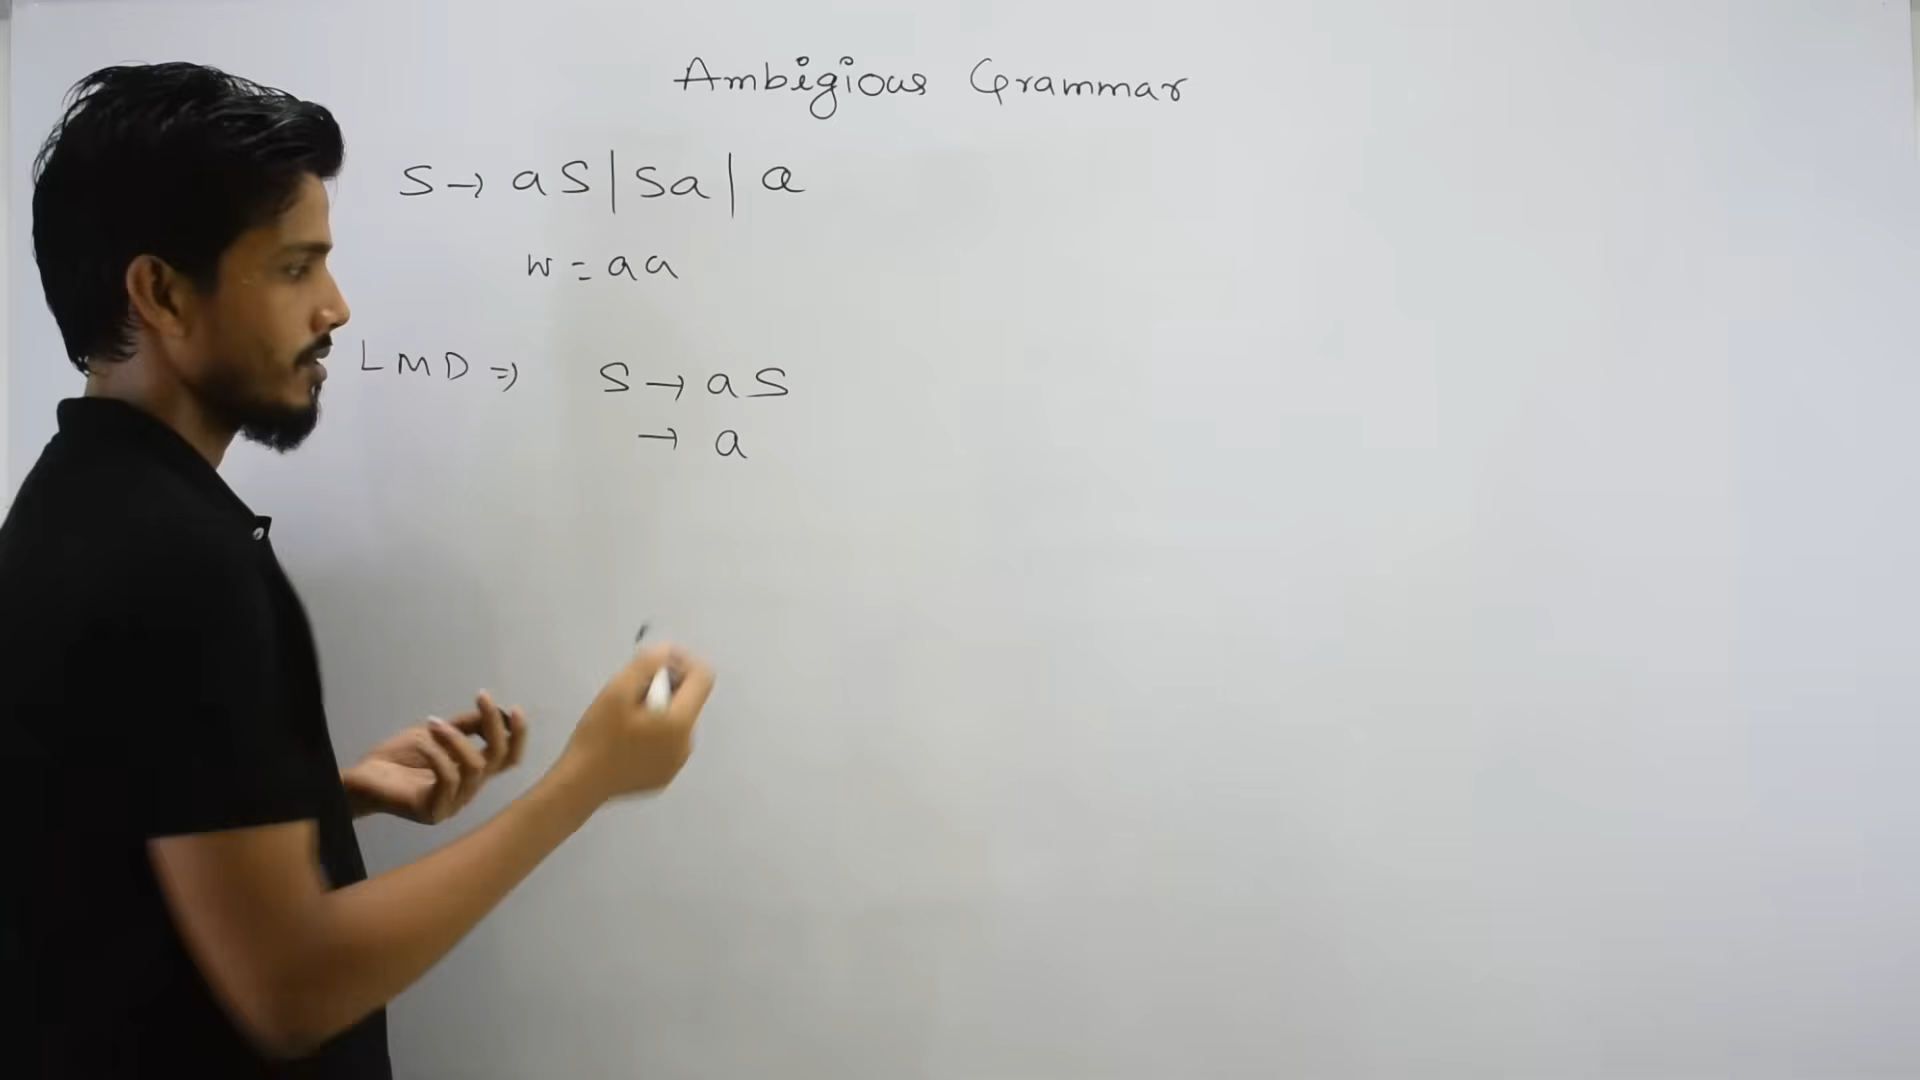 Ambigious Grammar
S → aS | Sa | a
w = aa
LMD ⇒ S → aS
→ a